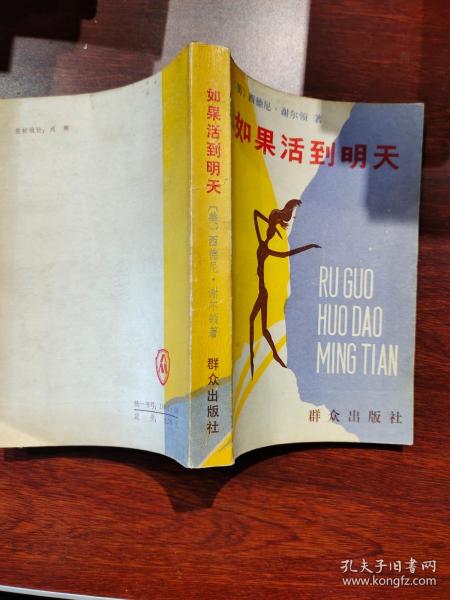 西德尼·谢尔顿 著
如果活到明天
RU GUO
HUO DAO
MING TIAN
群众出版社
如果活到明天
〔美〕西德尼·谢尔顿著
群众出版社
孔夫子旧书网
www.kongfz.com